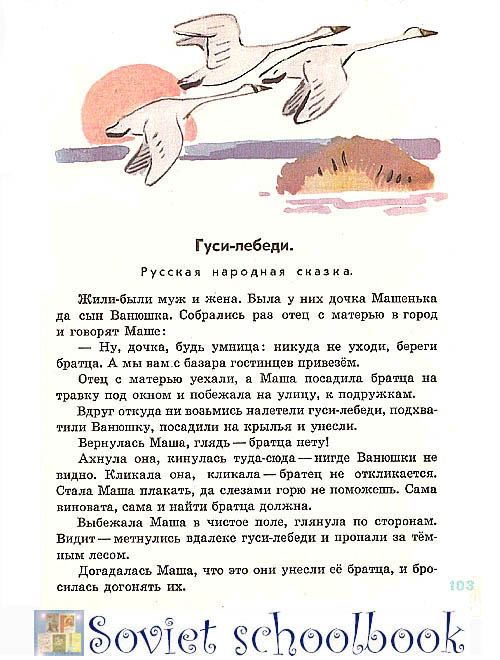 Гуси-лебеди.
Русская народная сказка.
Жили-были муж и жена. Была у них дочка Машенька
да сын Ванюшка. Собрались раз отец с матерью в город
и говорят Маше:
— Ну, дочка, будь умница: никуда не уходи, береги
братца. А мы вам с базара гостинцев привезём.
Отец с матерью уехали, а Маша посадила братца на
травку под окном и побежала на улицу, к подружкам.
Вдруг откуда ни возьмись налетели гуси-лебеди, подхва-
тили Ванюшку, посадили на крылья и унесли.
Вернулась Маша, глядь — братца нету!
Ахнула она, кинулась туда-сюда — нигде Ванюшки не
видно. Кликала она, кликала — братец не откликается.
Стала Маша плакать, да слезами горю не поможешь. Сама
виновата, сама и найти братца должна.
Выбежала Маша в чистое поле, глянула по сторонам.
Видит — метнулись вдалеке гуси-лебеди и пропали за тём-
ным лесом.
Догадалась Маша, что это они унесли её братца, и бро-
силась догонять их.
103
Soviet schoolbook